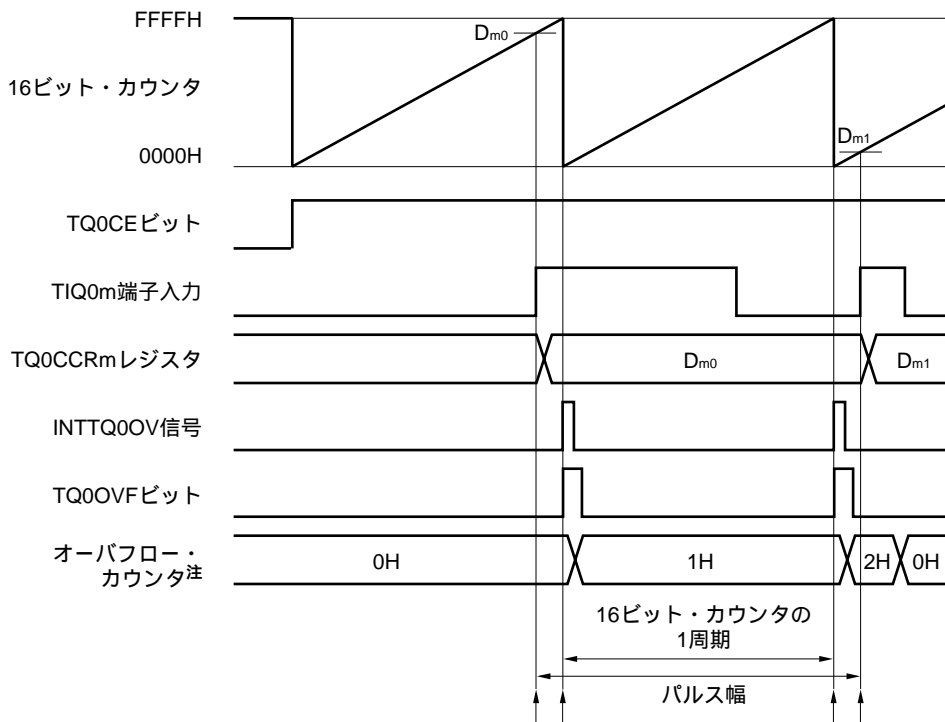 FFFFH
Dm0
16ビット・カウンタ
0000H
Dm1
TQ0CEビット
TIQ0m端子入力
TQ0CCRmレジスタ
Dm0
Dm1
INTTQ0OV信号
TQ0OVFビット
オーバフロー・
カウンタ注
0H
1H
2H
0H
16ビット・カウンタの
1周期
パルス幅